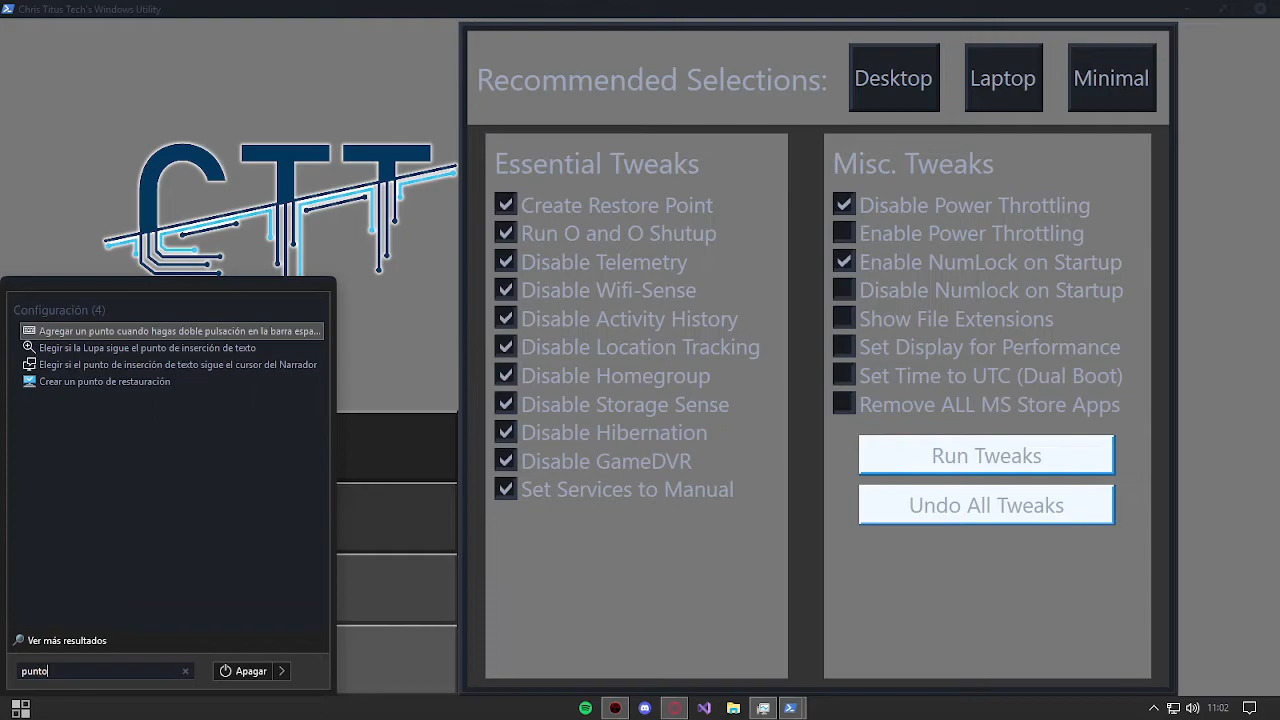 Chris Titus Tech's Windows Utility
CTT
Recommended Selections:
Desktop
Laptop
Minimal
Essential Tweaks
Create Restore Point
Run O and O Shutup
Disable Telemetry
Disable Wifi-Sense
Disable Activity History
Disable Location Tracking
Disable Homegroup
Disable Storage Sense
Disable Hibernation
Disable GameDVR
Set Services to Manual
Misc. Tweaks
Disable Power Throttling
Enable Power Throttling
Enable NumLock on Startup
Disable Numlock on Startup
Show File Extensions
Set Display for Performance
Set Time to UTC (Dual Boot)
Remove ALL MS Store Apps
Run Tweaks
Undo All Tweaks
Configuración (4)
Agregar un punto cuando hagas doble pulsación en la barra espa...
Elegir si la Lupa sigue el punto de inserción de texto
Elegir si el punto de inserción de texto sigue el cursor del Narrador
Crear un punto de restauración
Ver más resultados
punto
Apagar
11:02